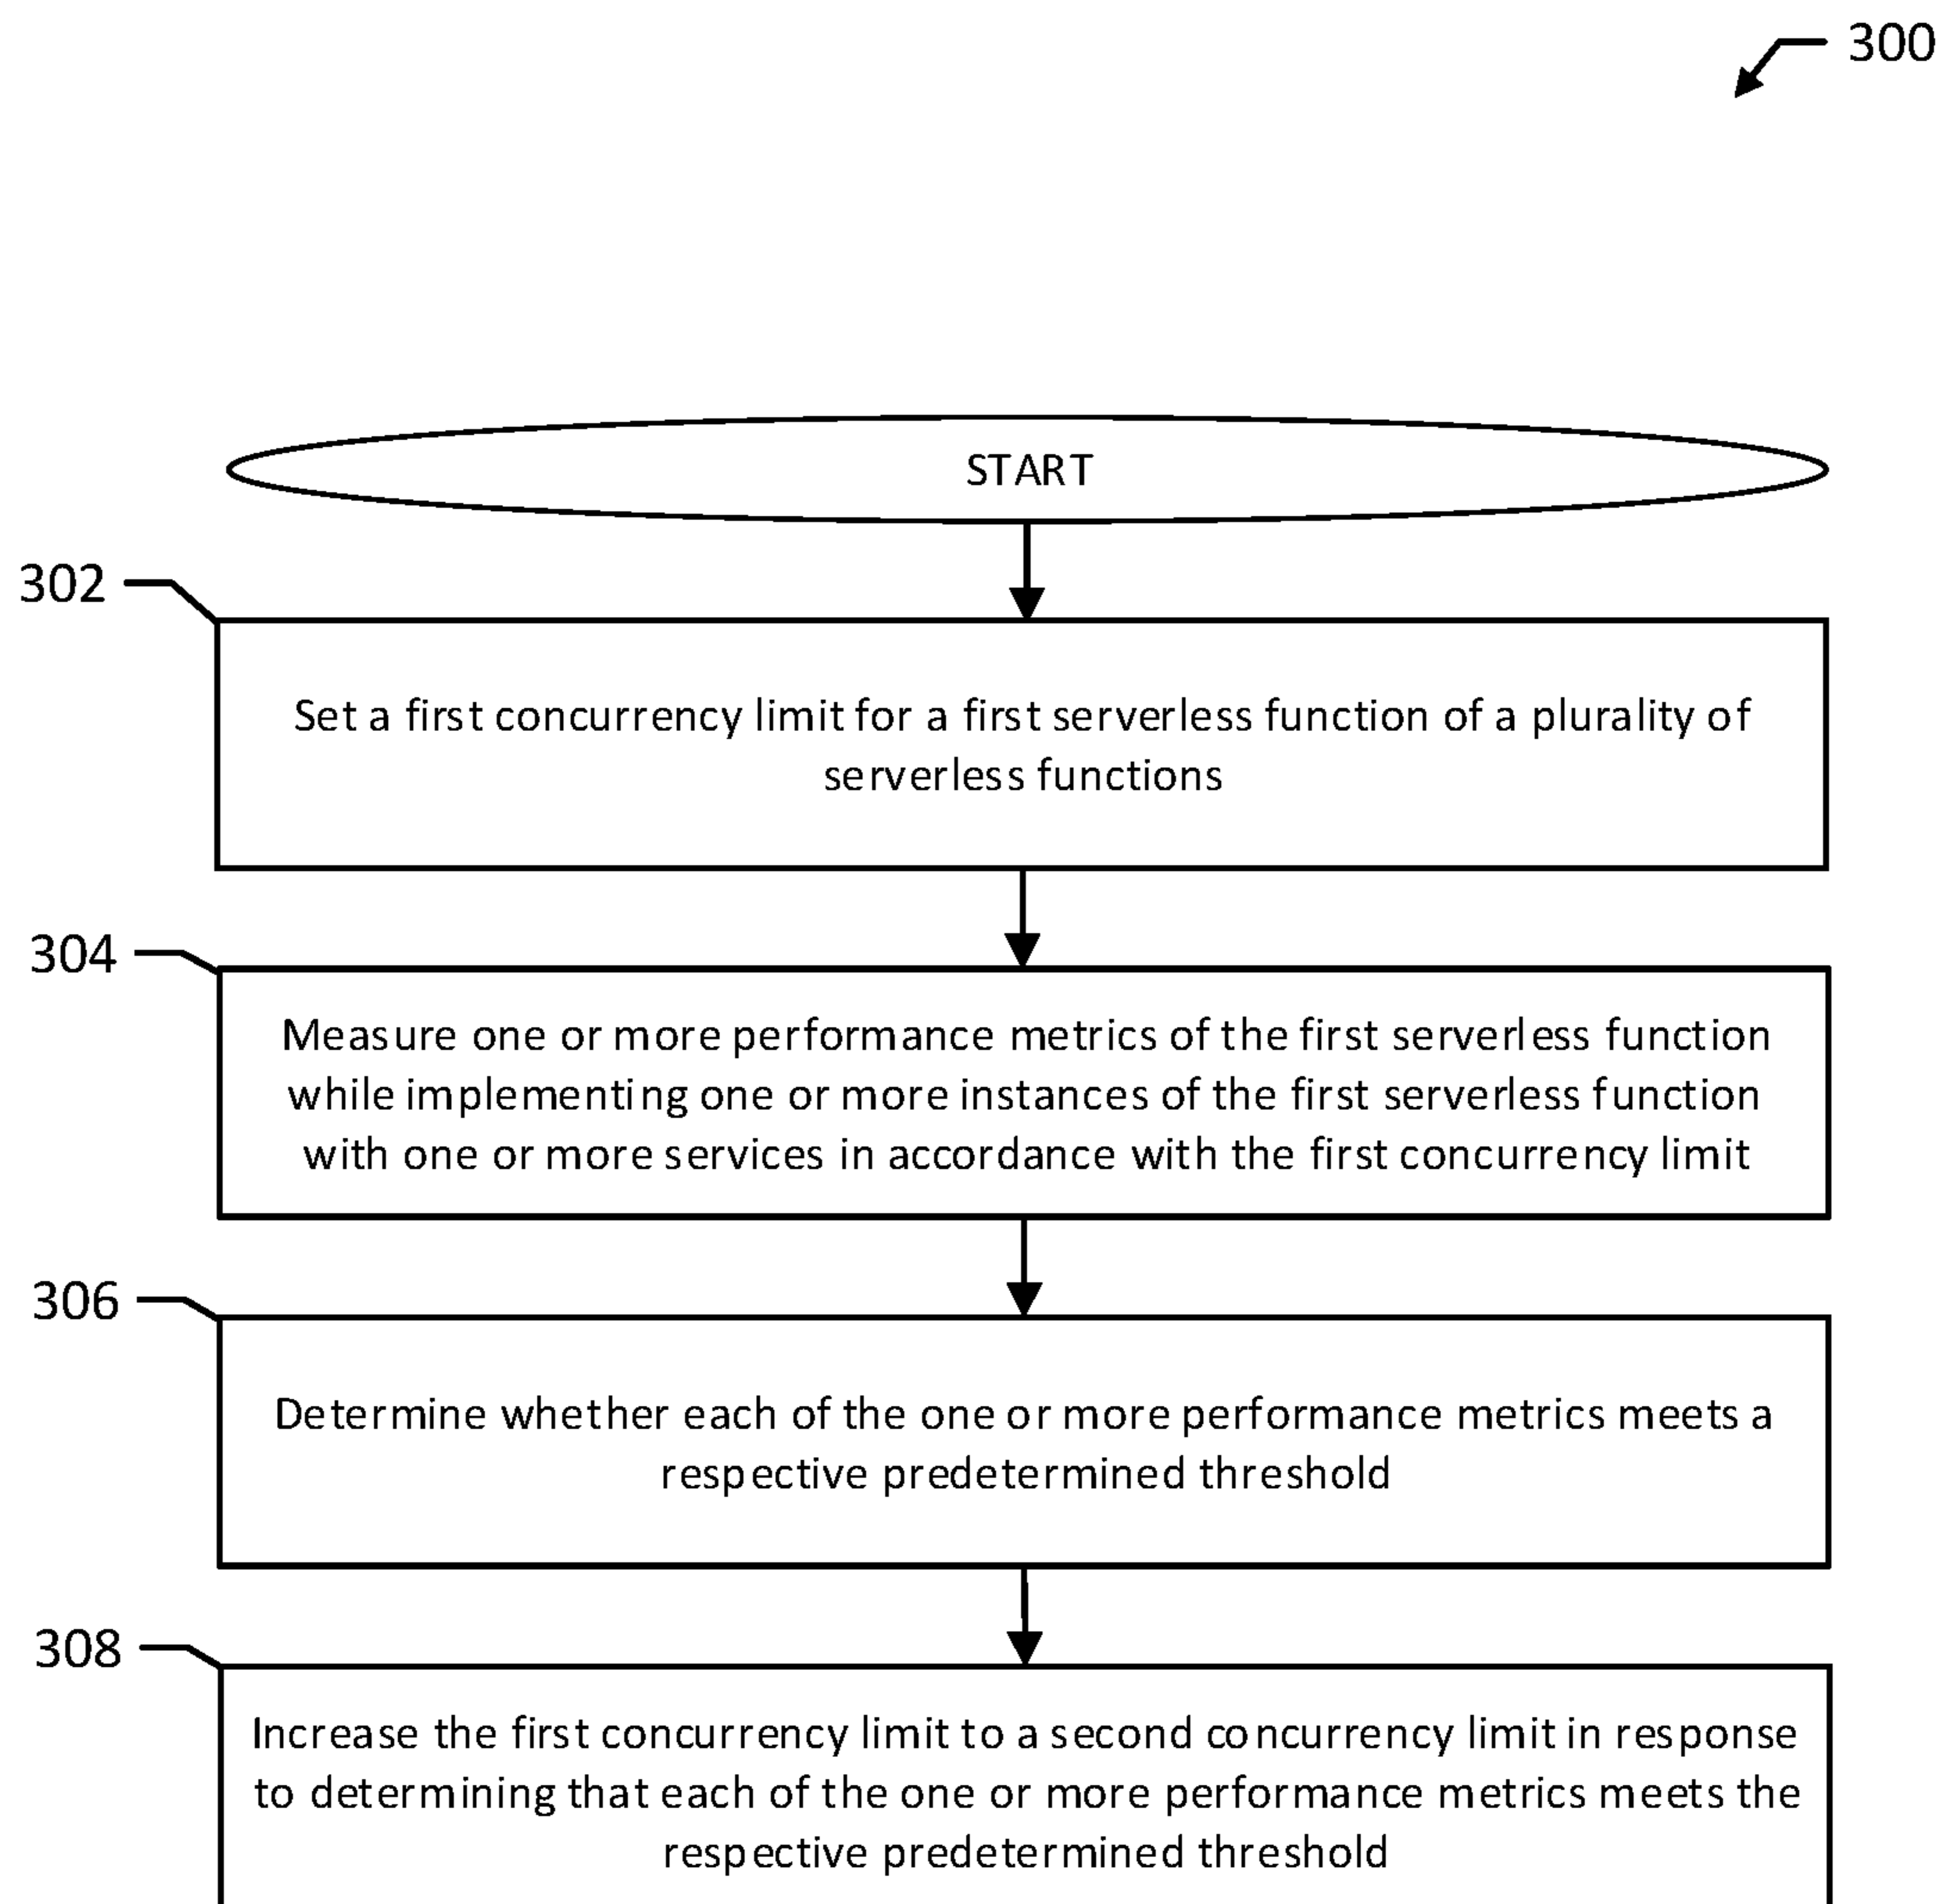 300
START
302
Set a first concurrency limit for a first serverless function of a plurality of
serverless functions
304
Measure one or more performance metrics of the first serverless function
while implementing one or more instances of the first serverless function
with one or more services in accordance with the first concurrency limit
306
Determine whether each of the one or more performance metrics meets a
respective predetermined threshold
308
Increase the first concurrency limit to a second concurrency limit in response
to determining that each of the one or more performance metrics meets the
respective predetermined threshold